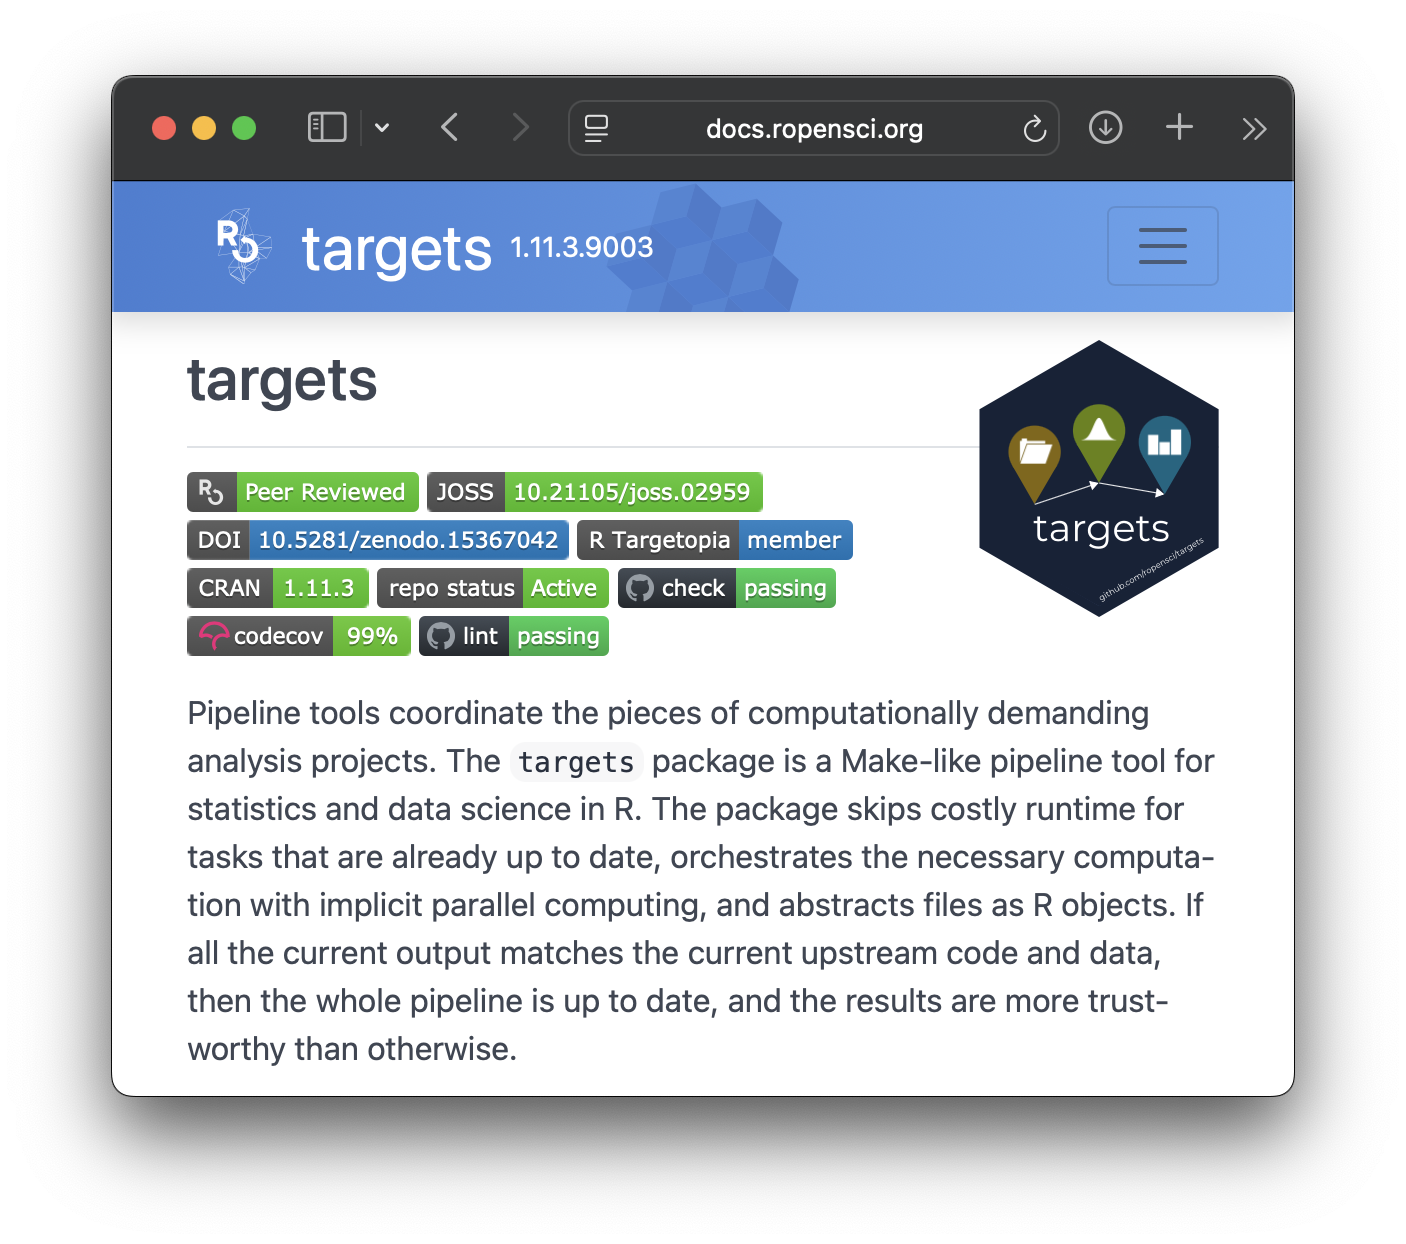 docs.ropensci.org
targets 1.11.3.9003
targets
Peer Reviewed JOSS 10.21105/joss.02959
DOI 10.5281/zenodo.15367042 R Targetopia member
CRAN 1.11.3 repo status Active check passing
codecov 99% lint passing
targets
github.com/ropensci/targets
Pipeline tools coordinate the pieces of computationally demanding
analysis projects. The targets package is a Make-like pipeline tool for
statistics and data science in R. The package skips costly runtime for
tasks that are already up to date, orchestrates the necessary computa-
tion with implicit parallel computing, and abstracts files as R objects. If
all the current output matches the current upstream code and data,
then the whole pipeline is up to date, and the results are more trust-
worthy than otherwise.